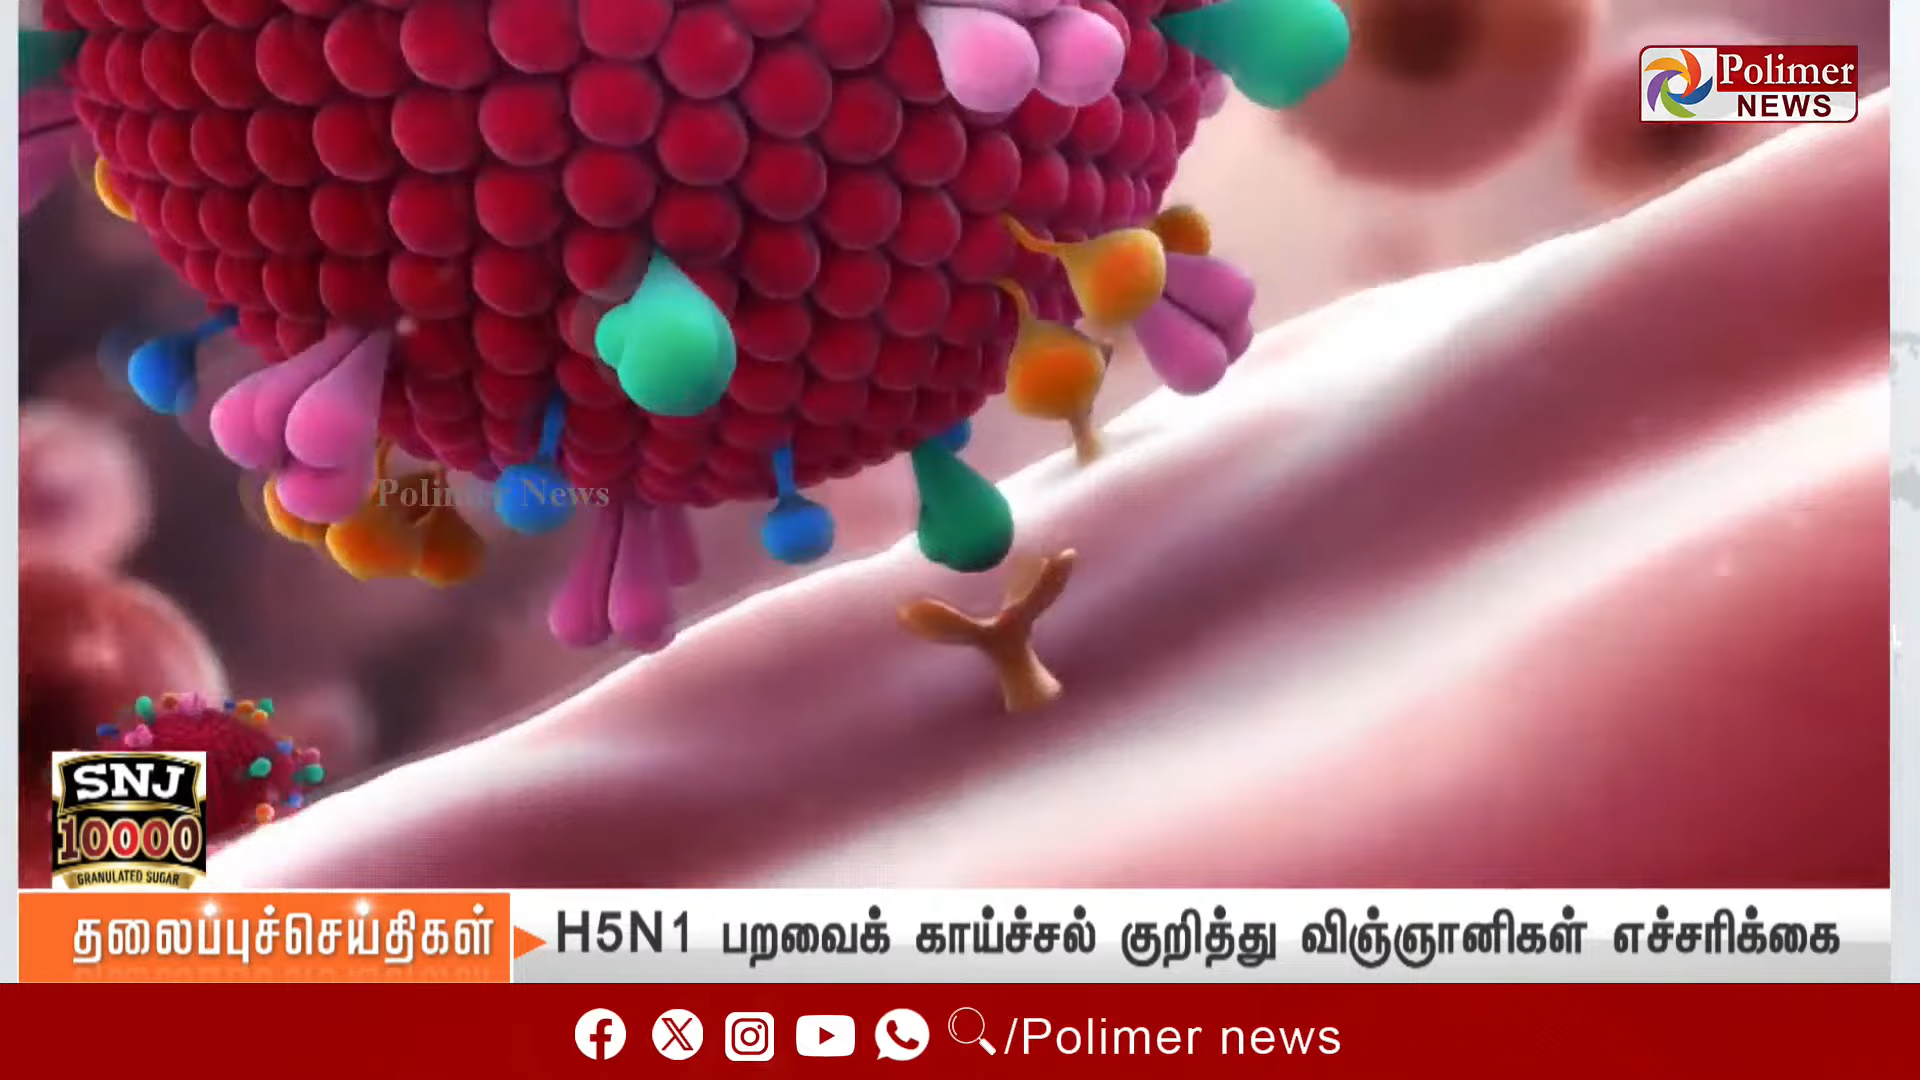 Polimer
NEWS
Polimer News
SNJ
10000
GRANULATED SUGAR
தலைப்புச்செய்திகள்
H5N1 பறவைக் காய்ச்சல் குறித்து விஞ்ஞானிகள் எச்சரிக்கை
/Polimer news